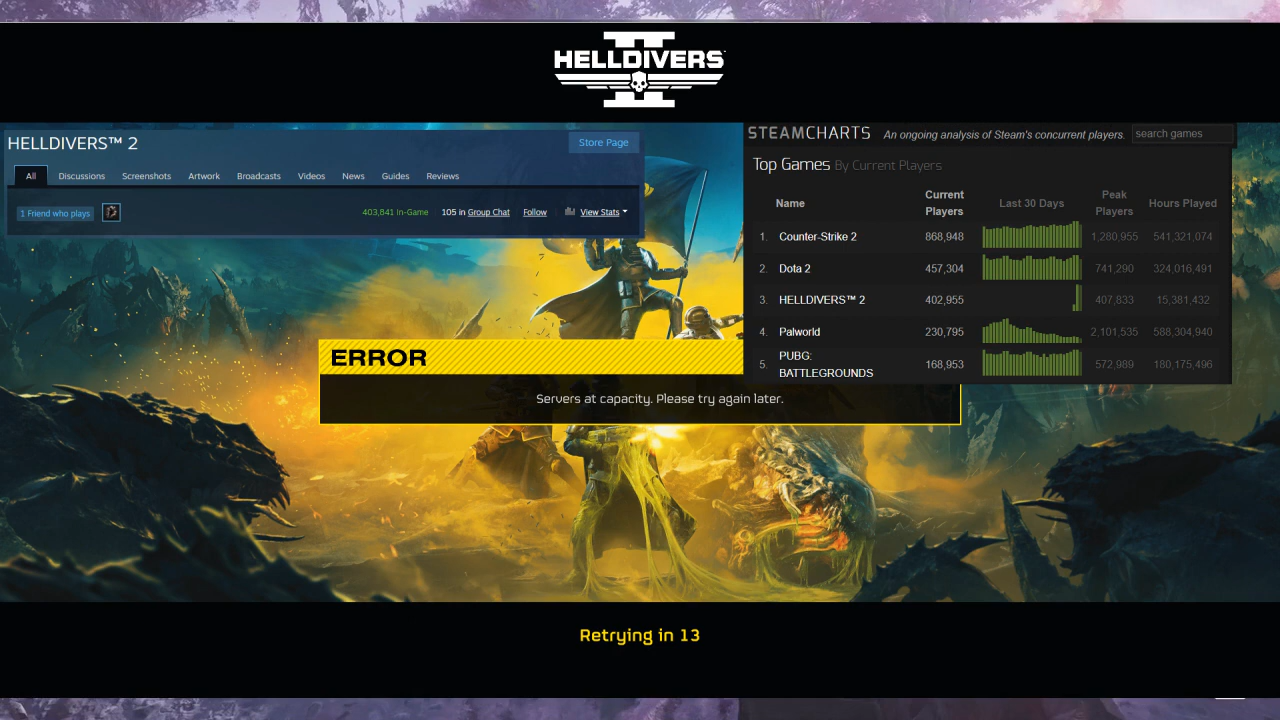 HELLDIVERS
II
HELLDIVERS™ 2
Store Page
All Discussions Screenshots Artwork Broadcasts Videos News Guides Reviews
1 Friend who plays
403,841 In-Game 105 in Group Chat Follow View Stats
STEAMCHARTS An ongoing analysis of Steam's concurrent players. search games
Top Games By Current Players
Name Current Players Last 30 Days Peak Players Hours Played
1. Counter-Strike 2 868,948 1,280,955 541,321,074
2. Dota 2 457,304 741,290 324,016,491
3. HELLDIVERS™ 2 402,955 407,833 15,381,432
4. Palworld 230,795 2,101,535 588,304,940
5. PUBG: BATTLEGROUNDS 168,953 572,989 180,175,496
ERROR
Servers at capacity. Please try again later.
Retrying in 13